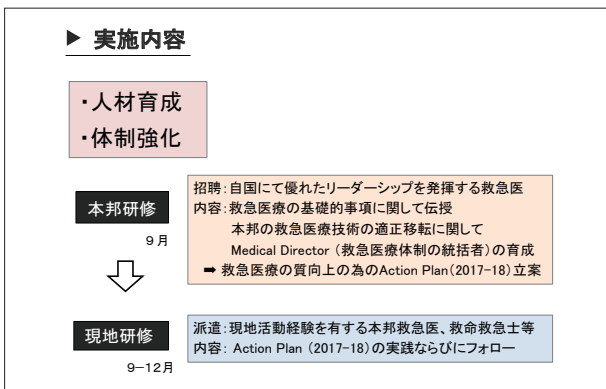 ▶ 実施内容
・人材育成
・体制強化
本邦研修
9月
招聘：自国にて優れたリーダーシップを発揮する救急医
内容：救急医療の基礎的事項に関して伝授
本邦の救急医療技術の適正移転に関して
Medical Director （救急医療体制の統括者）の育成
➡ 救急医療の質向上の為のAction Plan（2017-18）立案
現地研修
9−12月
派遣：現地活動経験を有する本邦救急医、救命救急士等
内容： Action Plan （2017-18）の実践ならびにフォロー